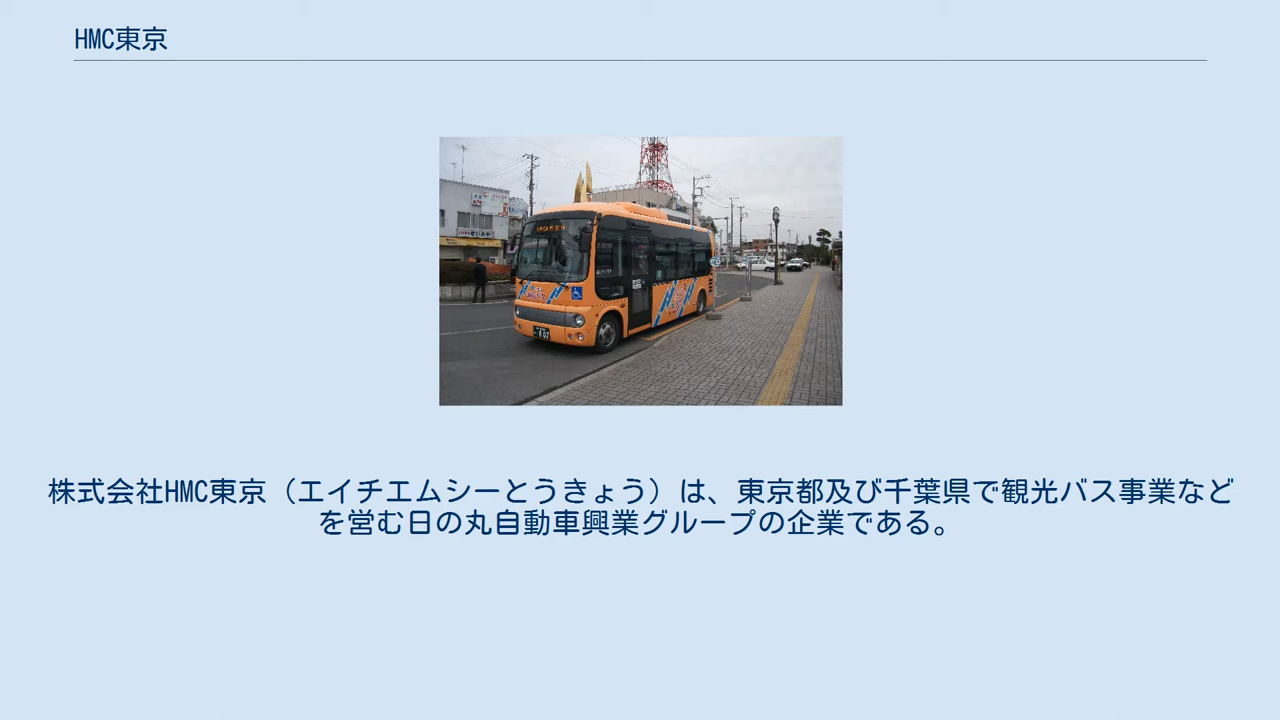 HMC東京
株式会社HMC東京（エイチエムシーとうきょう）は、東京都及び千葉県で観光バス事業など
を営む日の丸自動車興業グループの企業である。